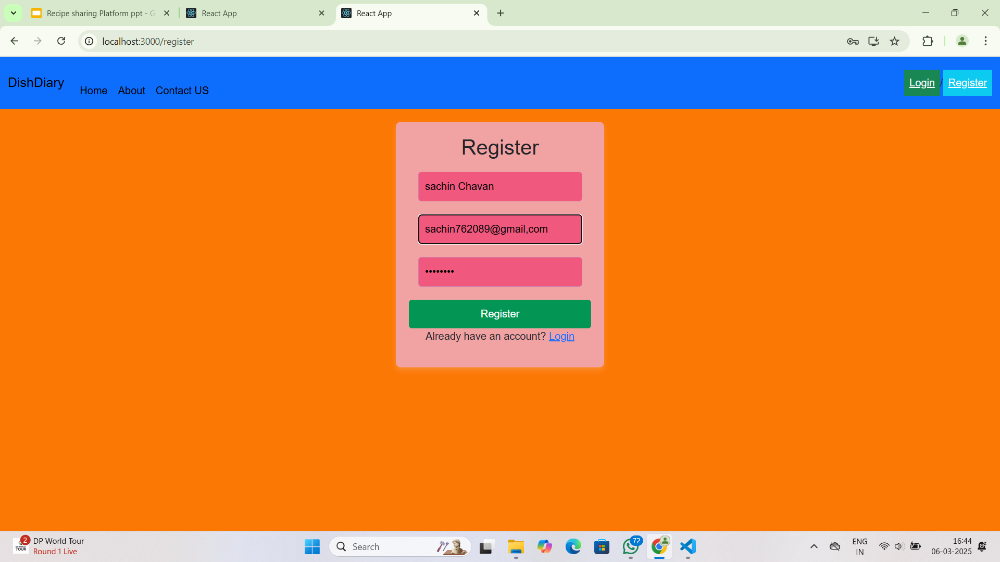 Recipe sharing Platform ppt - G
React App
React App
localhost:3000/register
DishDiary
Home
About
Contact US
Login / Register
Register
sachin Chavan
sachin762089@gmail,com
••••••••
Register
Already have an account? Login
2
DP World Tour
Round 1 Live
Search
72
ENG
IN
16:44
06-03-2025